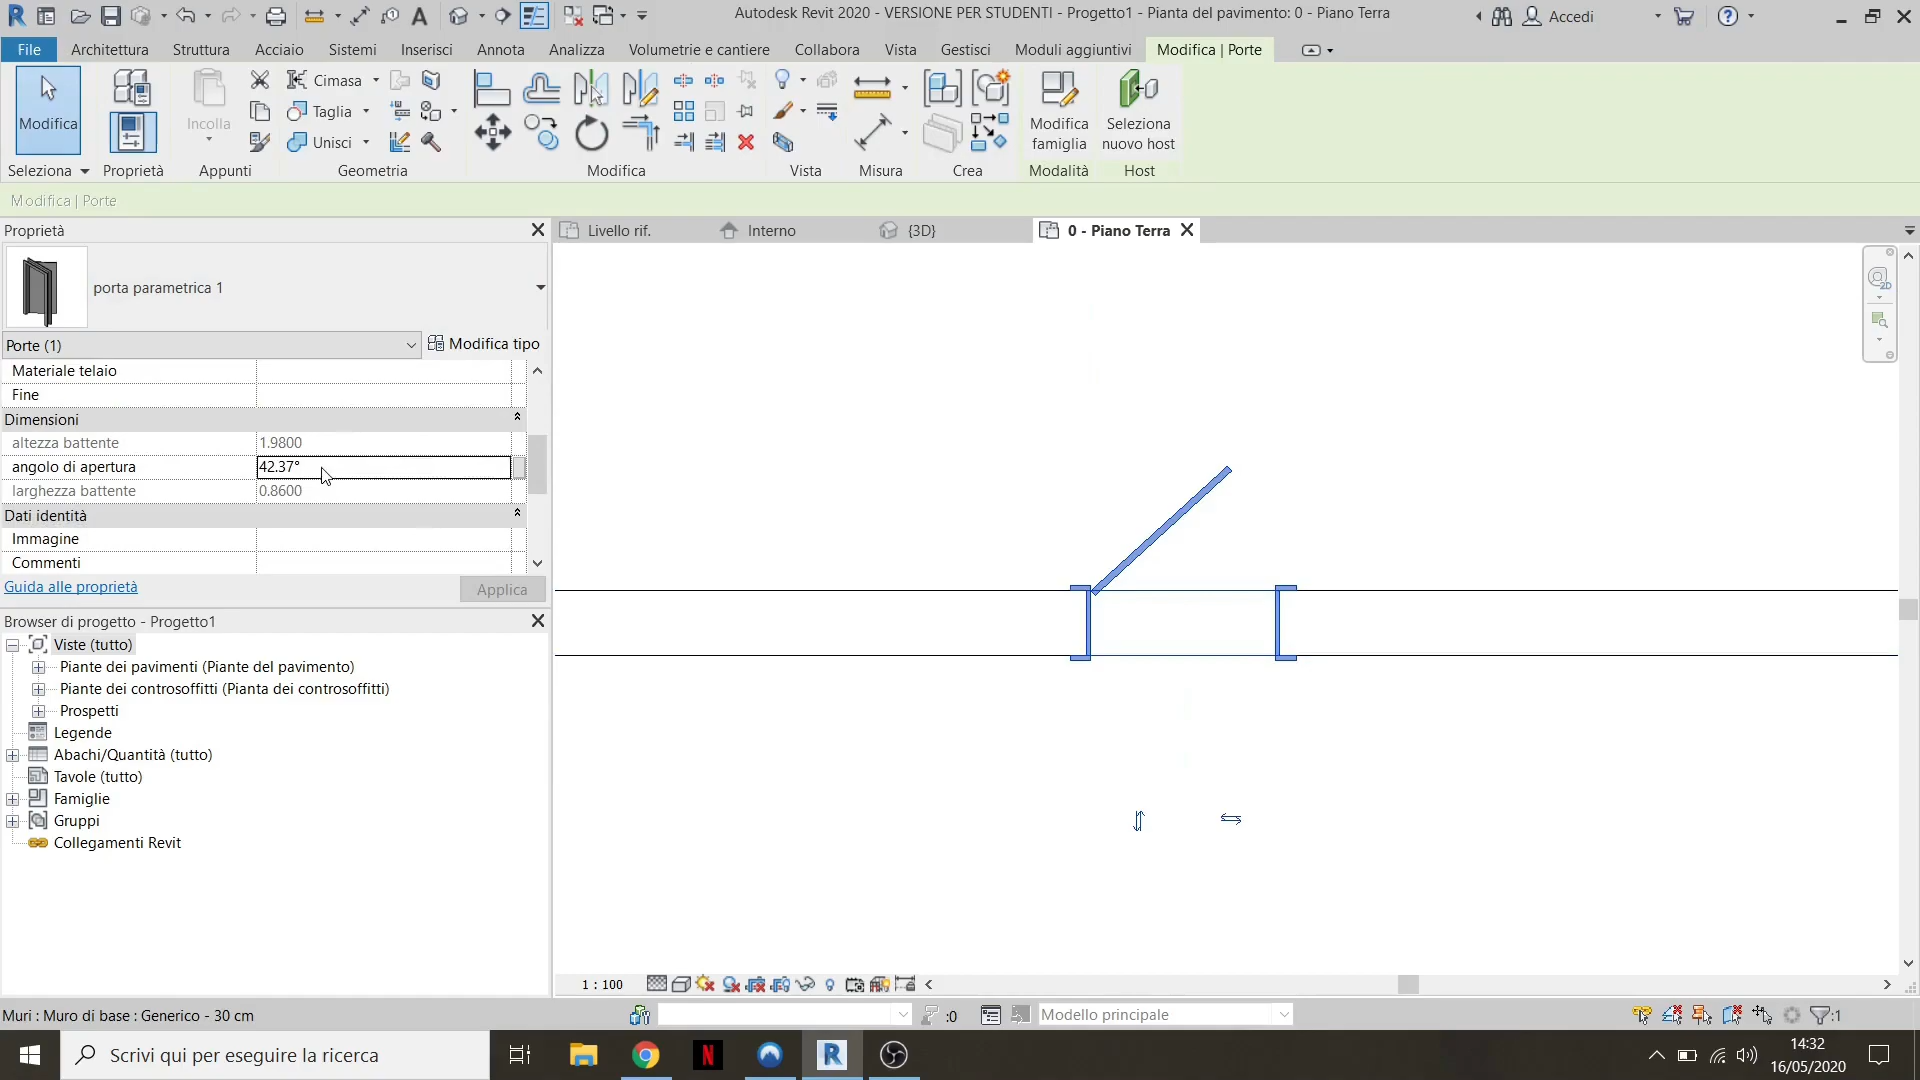 Autodesk Revit 2020 - VERSIONE PER STUDENTI - Progetto1 - Pianta del pavimento: 0 - Piano Terra
Accedi
File Architettura Struttura Acciaio Sistemi Inserisci Annota Analizza Volumetrie e cantiere Collabora Vista Gestisci Moduli aggiuntivi Modifica | Porte
Modifica
Incolla
Cimasa
Taglia
Unisci
Modifica famiglia
Seleziona nuovo host
Seleziona Proprietà Appunti Geometria Modifica Vista Misura Crea Modalità Host
Modifica | Porte
Proprietà
Livello rif. Interno {3D} 0 - Piano Terra
porta parametrica 1
Porte (1) Modifica tipo
Materiale telaio
Fine
Dimensioni
altezza battente 1.9800
angolo di apertura 42.37°
larghezza battente 0.8600
Dati identità
Immagine
Commenti
Guida alle proprietà Applica
Browser di progetto - Progetto1
Viste (tutto)
Piante dei pavimenti (Piante del pavimento)
Piante dei controsoffitti (Pianta dei controsoffitti)
Prospetti
Legende
Abachi/Quantità (tutto)
Tavole (tutto)
Famiglie
Gruppi
Collegamenti Revit
1 : 100
Muri : Muro di base : Generico - 30 cm
:0
Modello principale
:1
Scrivi qui per eseguire la ricerca
14:32
16/05/2020